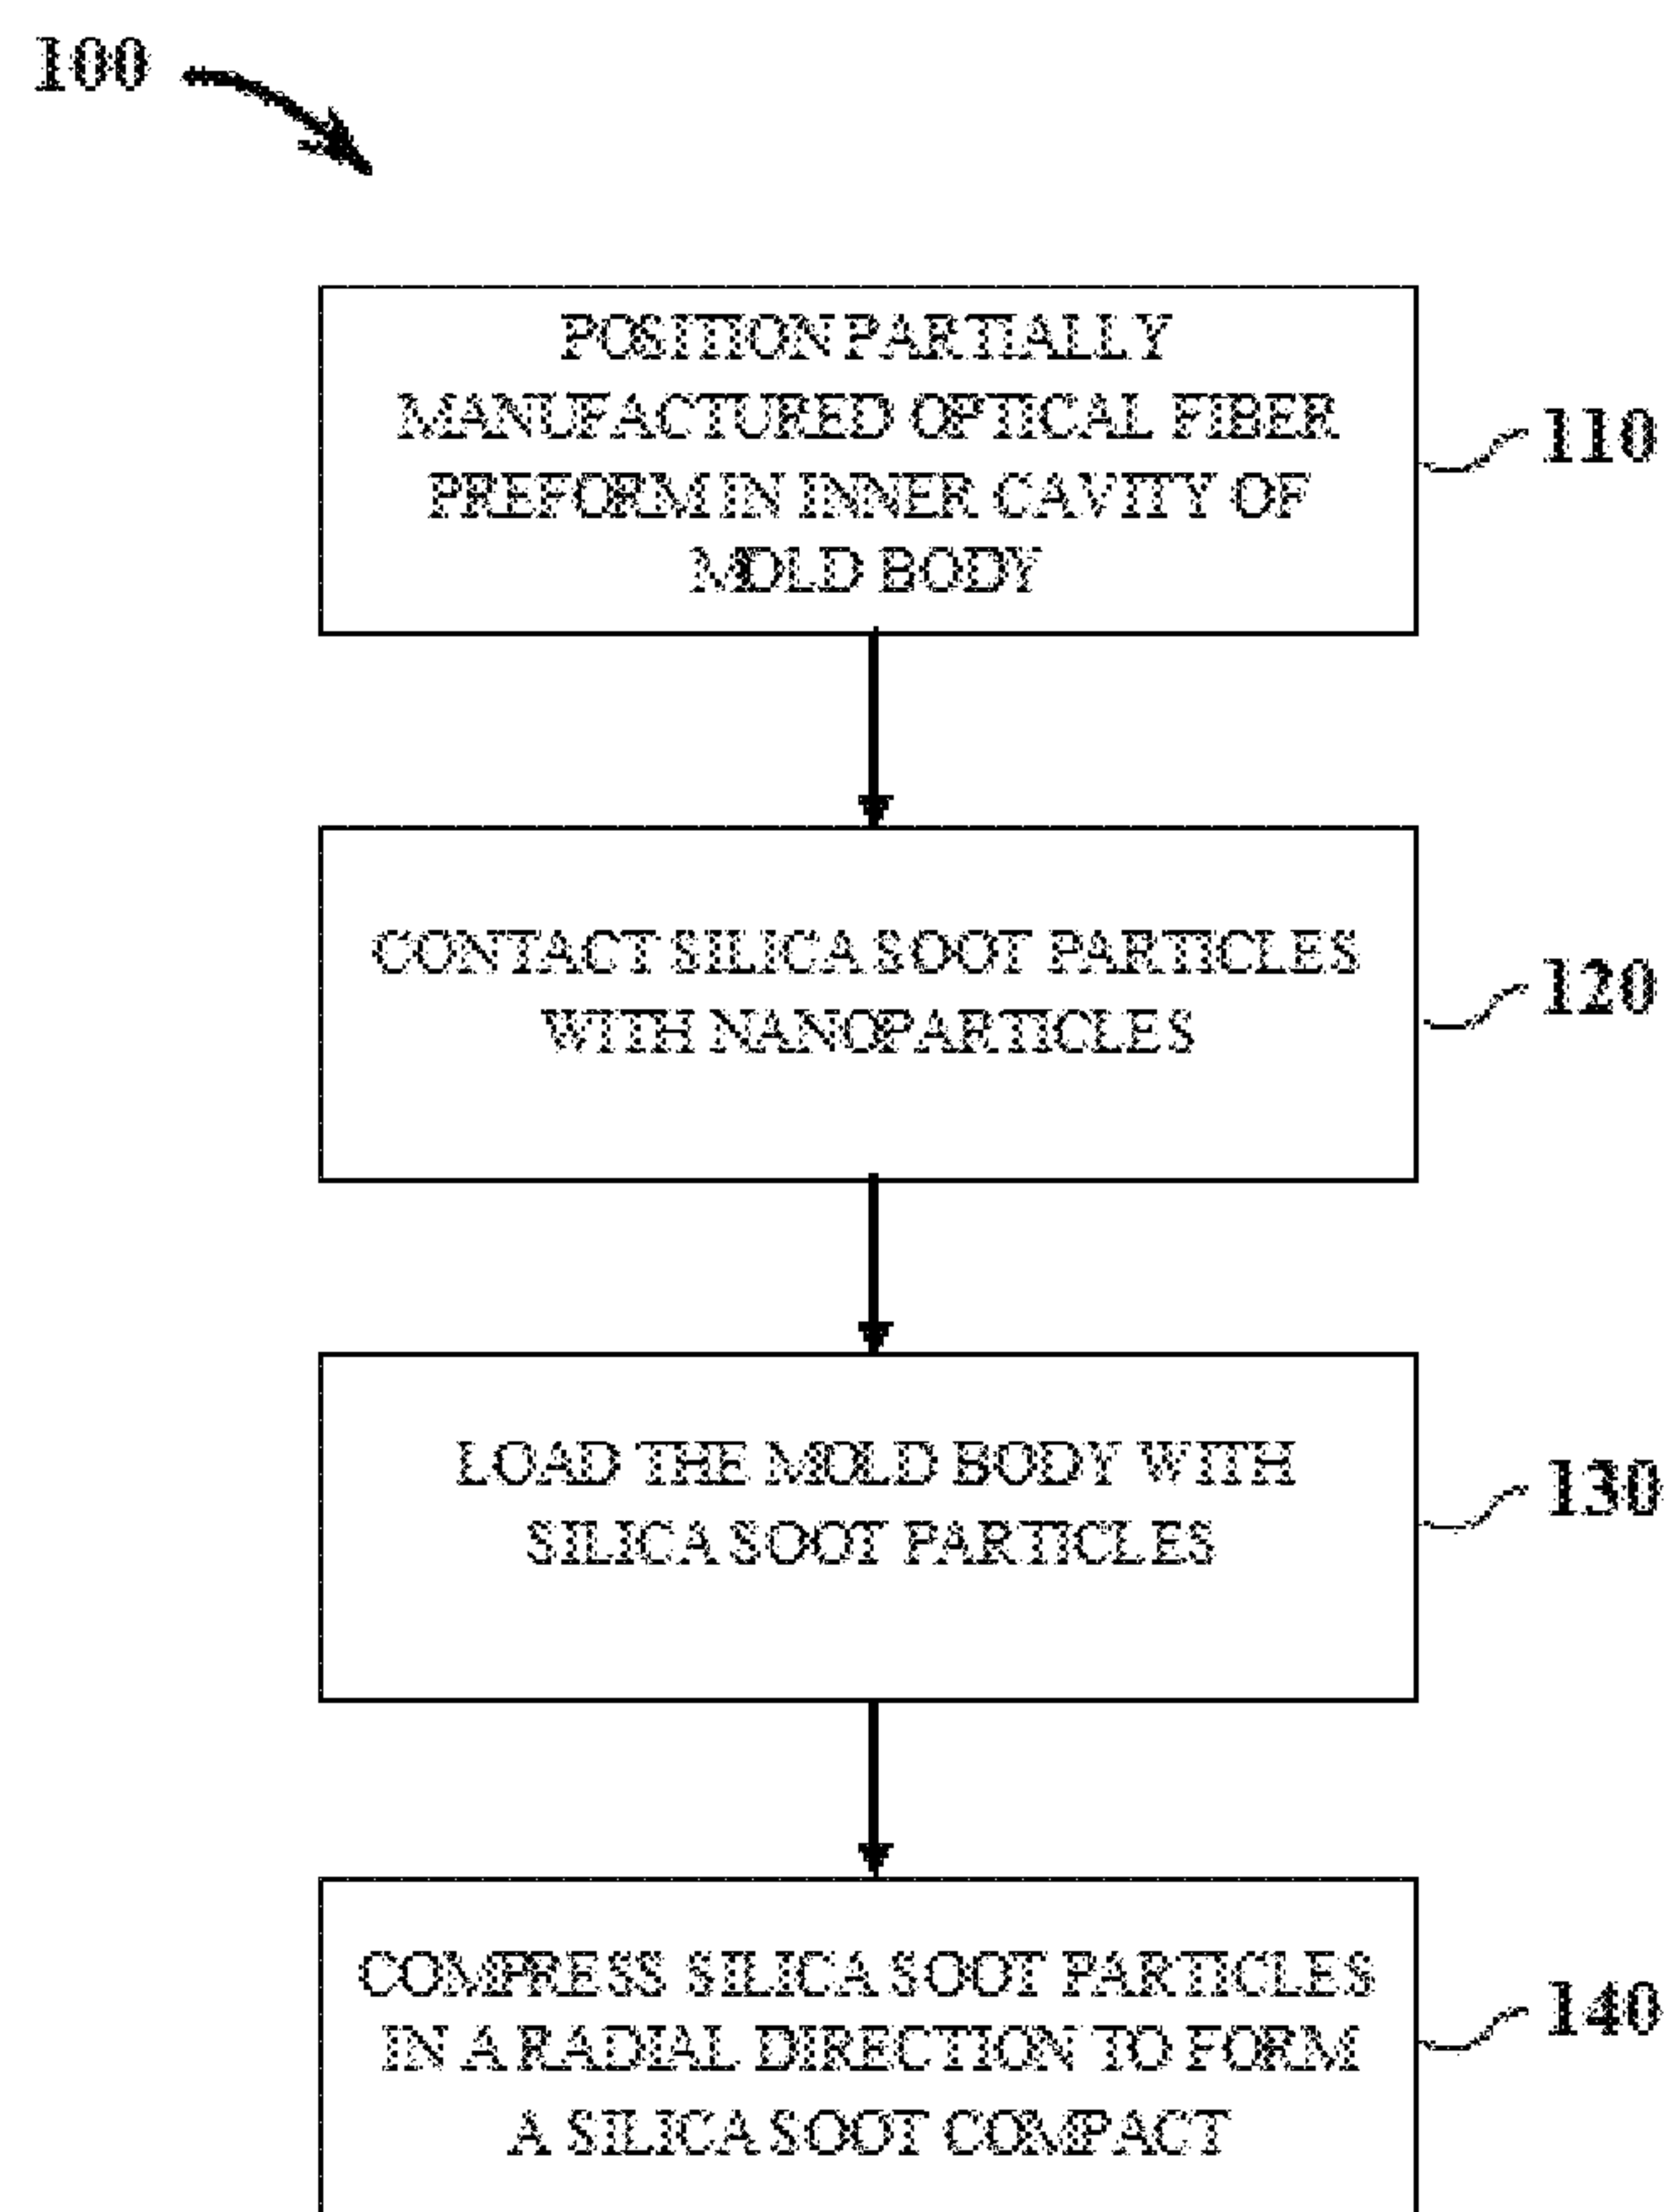 100
POSITION PARTIALLY
MANUFACTURED OPTICAL FIBER
PREFORM IN INNER CAVITY OF
MOLD BODY
110
CONTACT SILICA SOOT PARTICLES
WITH NANOPARTICLES
120
LOAD THE MOLD BODY WITH
SILICA SOOT PARTICLES
130
COMPRESS SILICA SOOT PARTICLES
IN A RADIAL DIRECTION TO FORM
A SILICA SOOT COMPACT
140